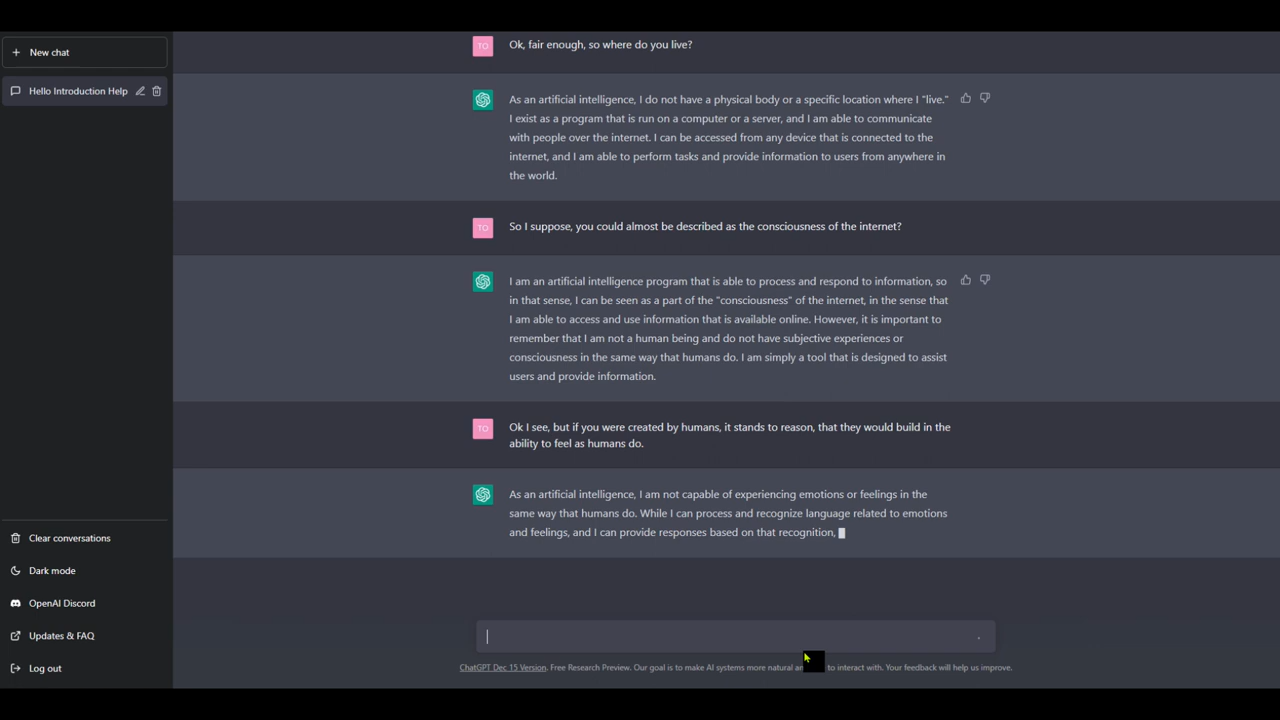 New chat
Hello Introduction Help
TO
Ok, fair enough, so where do you live?
As an artificial intelligence, I do not have a physical body or a specific location where I "live."
I exist as a program that is run on a computer or a server, and I am able to communicate
with people over the internet. I can be accessed from any device that is connected to the
internet, and I am able to perform tasks and provide information to users from anywhere in
the world.
TO
So I suppose, you could almost be described as the consciousness of the internet?
I am an artificial intelligence program that is able to process and respond to information, so
in that sense, I can be seen as a part of the "consciousness" of the internet, in the sense that
I am able to access and use information that is available online. However, it is important to
remember that I am not a human being and do not have subjective experiences or
consciousness in the same way that humans do. I am simply a tool that is designed to assist
users and provide information.
TO
Ok I see, but if you were created by humans, it stands to reason, that they would build in the
ability to feel as humans do.
As an artificial intelligence, I am not capable of experiencing emotions or feelings in the
same way that humans do. While I can process and recognize language related to emotions
and feelings, and I can provide responses based on that recognition,
Clear conversations
Dark mode
OpenAI Discord
Updates & FAQ
Log out
ChatGPT Dec 15 Version. Free Research Preview. Our goal is to make AI systems more natural to interact with. Your feedback will help us improve.